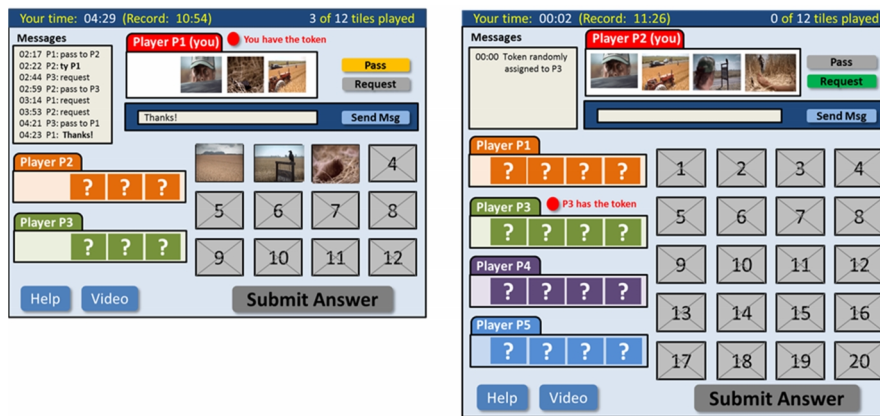 Your time: 04:29 (Record: 10:54) 3 of 12 tiles played
Messages
02:17 P1: pass to P2
02:22 P2: ty P1
02:44 P3: request
02:59 P2: pass to P3
03:14 P1: request
03:53 P2: request
04:21 P3: pass to P1
04:23 P1: Thanks!
Player P1 (you)
You have the token
Pass
Request
Thanks!
Send Msg
Player P2
? ? ?
Player P3
? ? ?
4
5 6 7 8
9 10 11 12
Help Video Submit Answer
Your time: 00:02 (Record: 11:26) 0 of 12 tiles played
Messages
00:00 Token randomly
assigned to P3
Player P2 (you)
Pass
Request
Send Msg
Player P1
? ? ? ?
Player P3
P3 has the token
? ? ? ?
Player P4
? ? ? ?
Player P5
? ? ? ?
1 2 3 4
5 6 7 8
9 10 11 12
13 14 15 16
17 18 19 20
Help Video Submit Answer